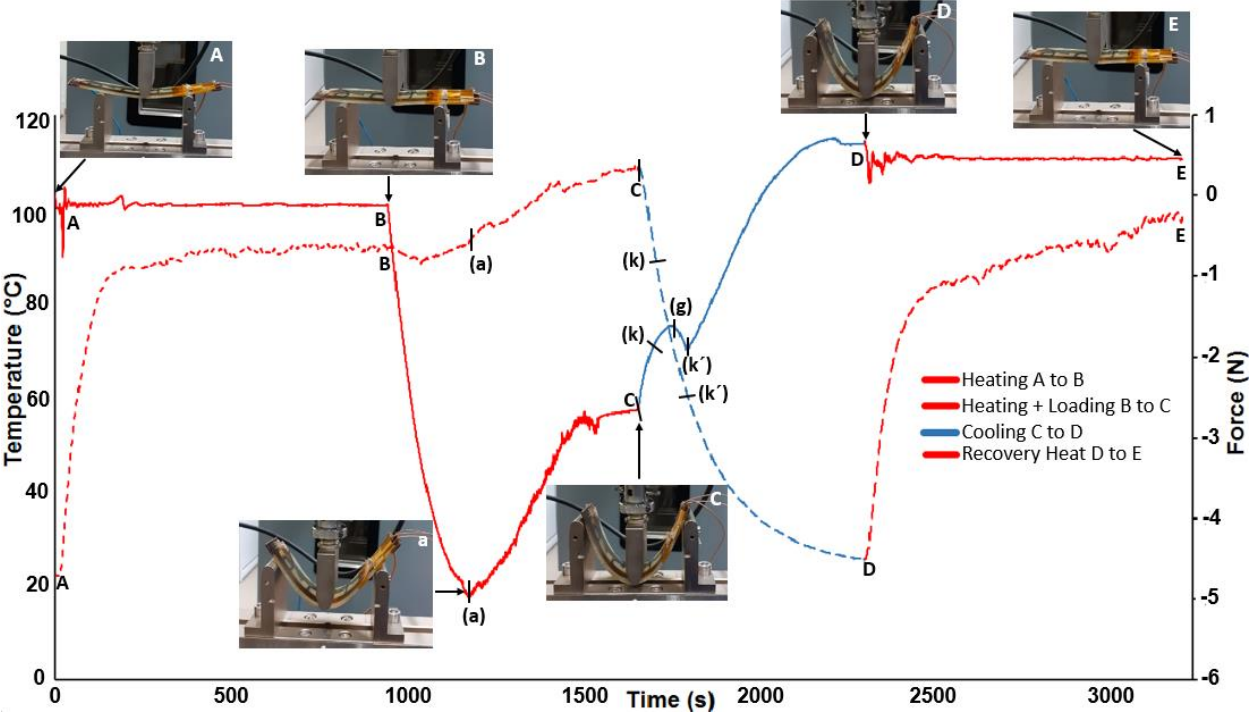 A
B
D
E
120
100
80
60
40
20
0
Temperature (°C)
1
0
-1
-2
-3
-4
-5
-6
Force (N)
0
500
1000
1500
2000
2500
3000
Time (s)
A
B
B
C
D
E
E
(a)
(k)
(g)
(k)
(k´)
(k´)
C
Heating A to B
Heating + Loading B to C
Cooling C to D
Recovery Heat D to E
C
a
A
D
(a)